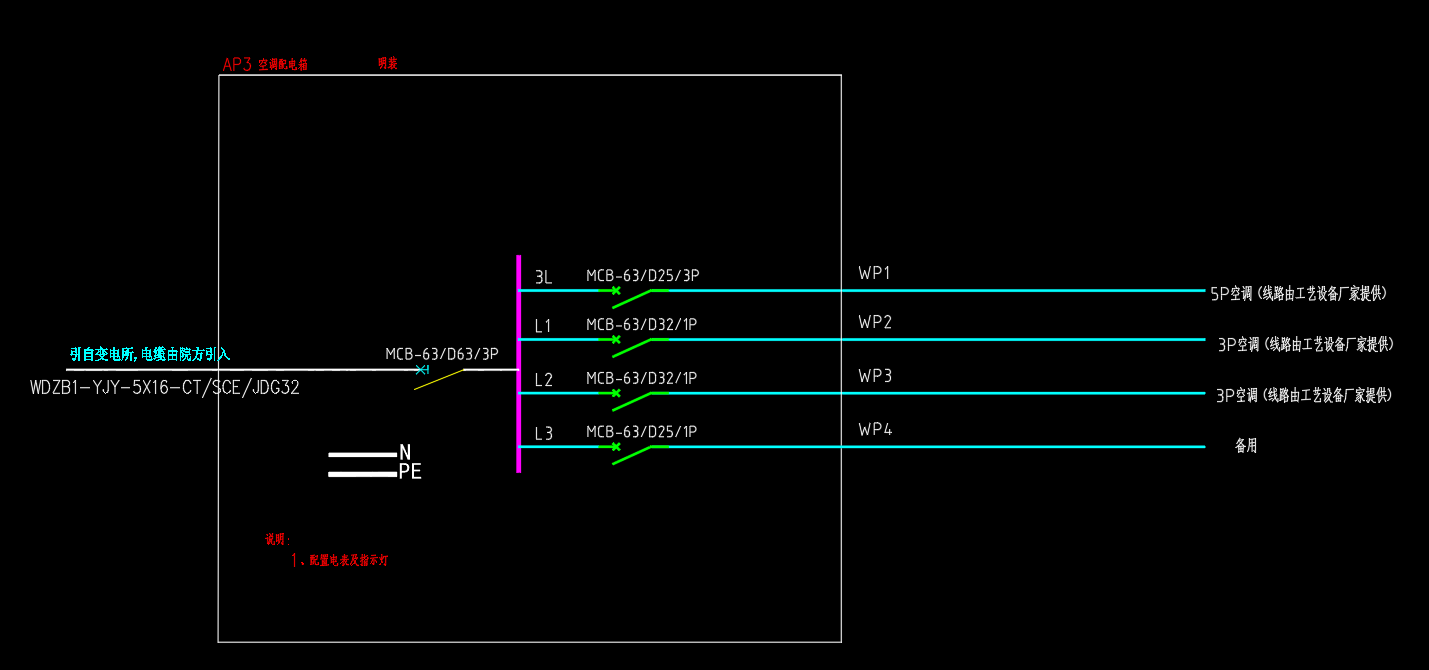 AP3 空调配电箱 明装
3L MCB-63/D25/3P WP1
5P空调 (线路由工艺设备厂家提供)
L1 MCB-63/D32/1P WP2
3P空调 (线路由工艺设备厂家提供)
引自变电所,电缆由院方引入 MCB-63/D63/3P
WDZB1-YJY-5X16-CT/SCE/JDG32
L2 MCB-63/D32/1P WP3
3P空调 (线路由工艺设备厂家提供)
L3 MCB-63/D25/1P WP4
备用
N
PE
说明:
1、配置电表及指示灯